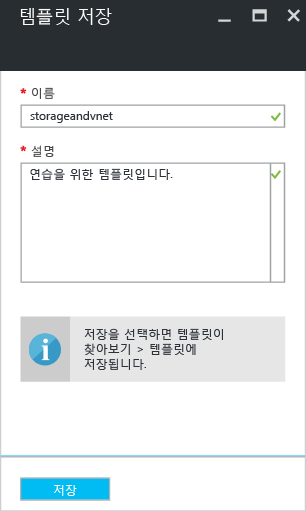 템플릿 저장
* 이름
storageandvnet
* 설명
연습을 위한 템플릿입니다.
저장을 선택하면 템플릿이
찾아보기 > 템플릿에
저장됩니다.
저장